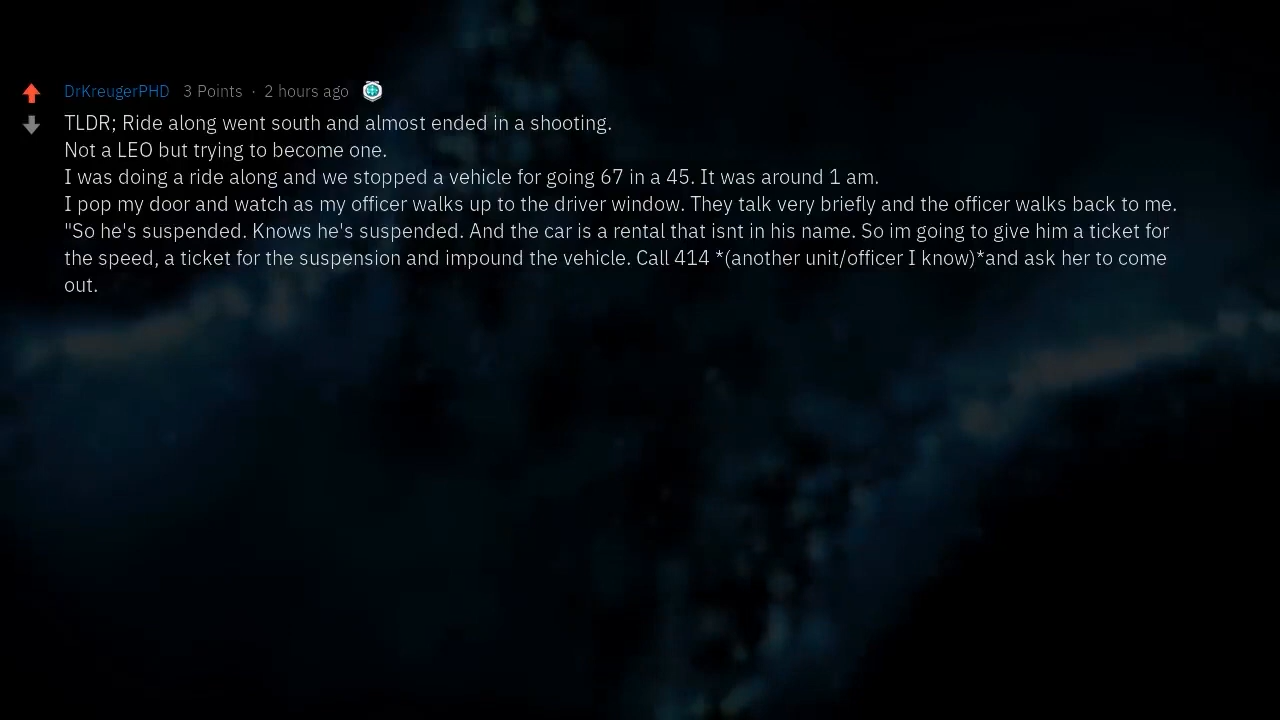 DrKreugerPHD 3 Points · 2 hours ago
TLDR; Ride along went south and almost ended in a shooting.
Not a LEO but trying to become one.
I was doing a ride along and we stopped a vehicle for going 67 in a 45. It was around 1 am.
I pop my door and watch as my officer walks up to the driver window. They talk very briefly and the officer walks back to me.
"So he's suspended. Knows he's suspended. And the car is a rental that isnt in his name. So im going to give him a ticket for
the speed, a ticket for the suspension and impound the vehicle. Call 414 *(another unit/officer I know)*and ask her to come
out.